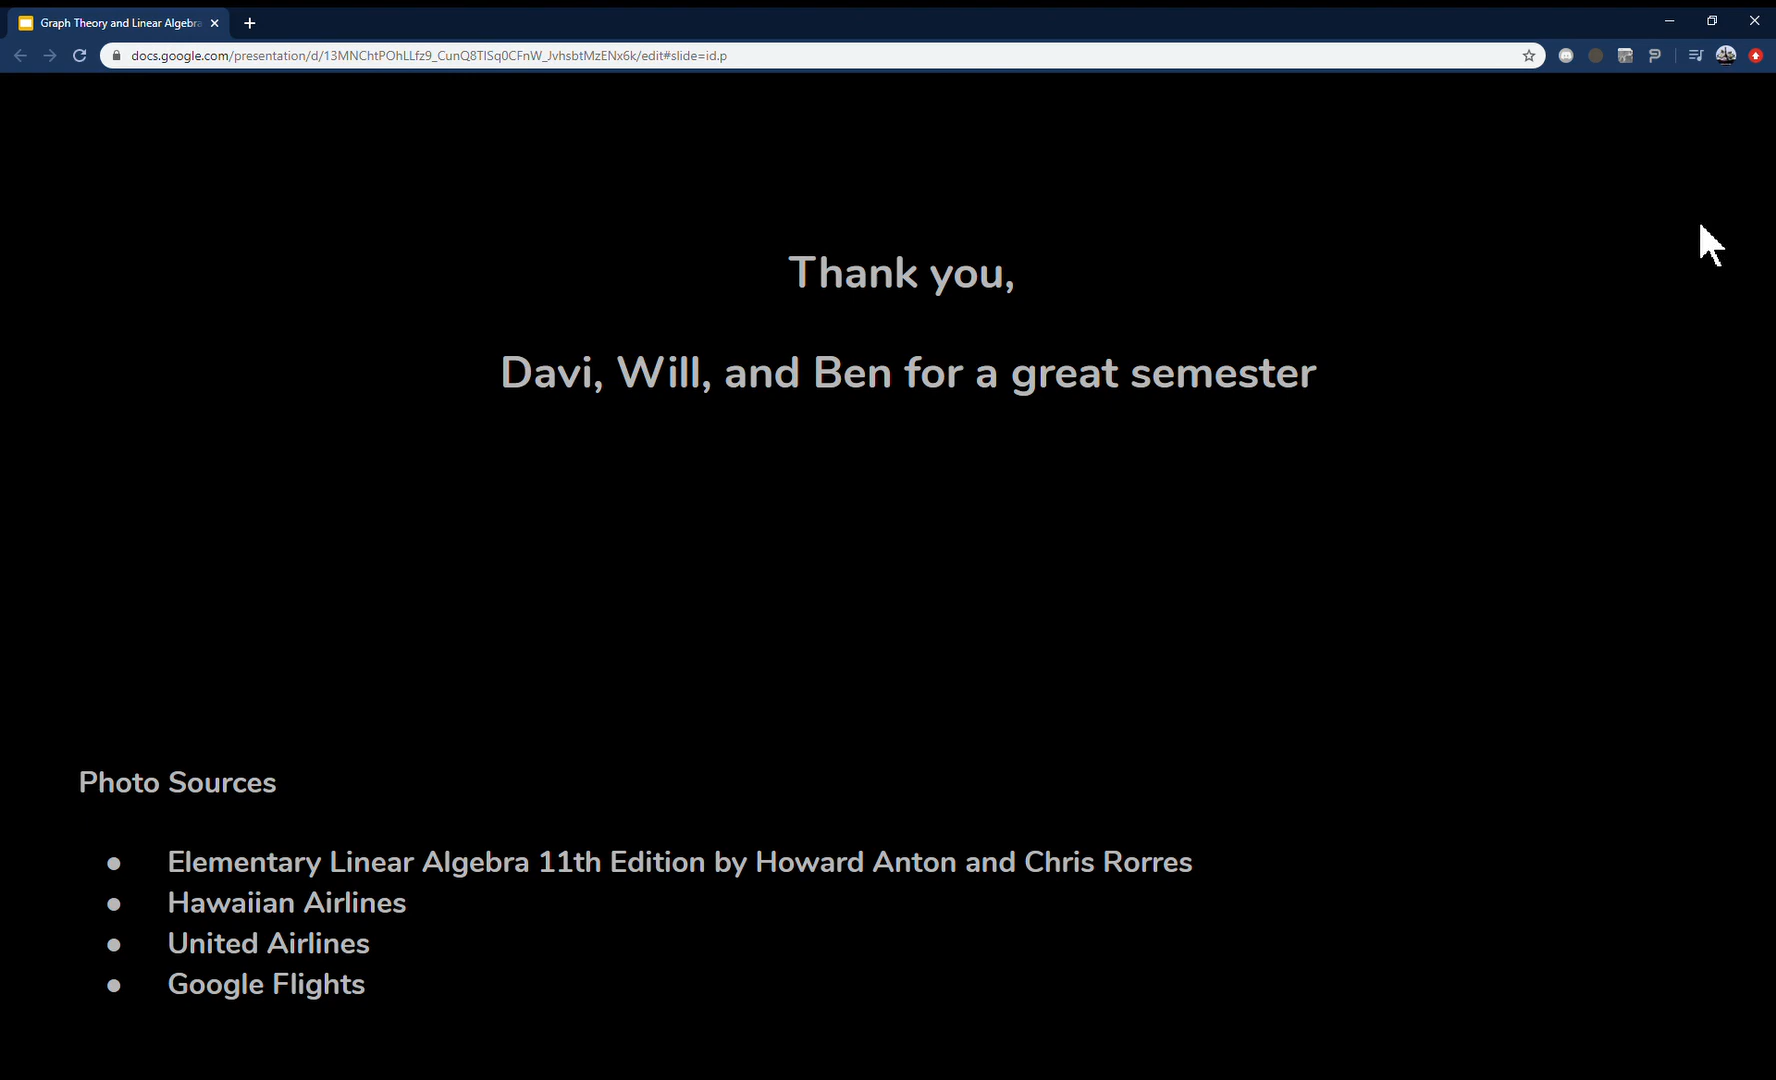 Graph Theory and Linear Algebra
docs.google.com/presentation/d/13MNChtPOhLLfz9_CunQ8TlSq0CFnW_JvhsbtMzENx6k/edit#slide=id.p
Thank you,
Davi, Will, and Ben for a great semester
Photo Sources
● Elementary Linear Algebra 11th Edition by Howard Anton and Chris Rorres
● Hawaiian Airlines
● United Airlines
● Google Flights